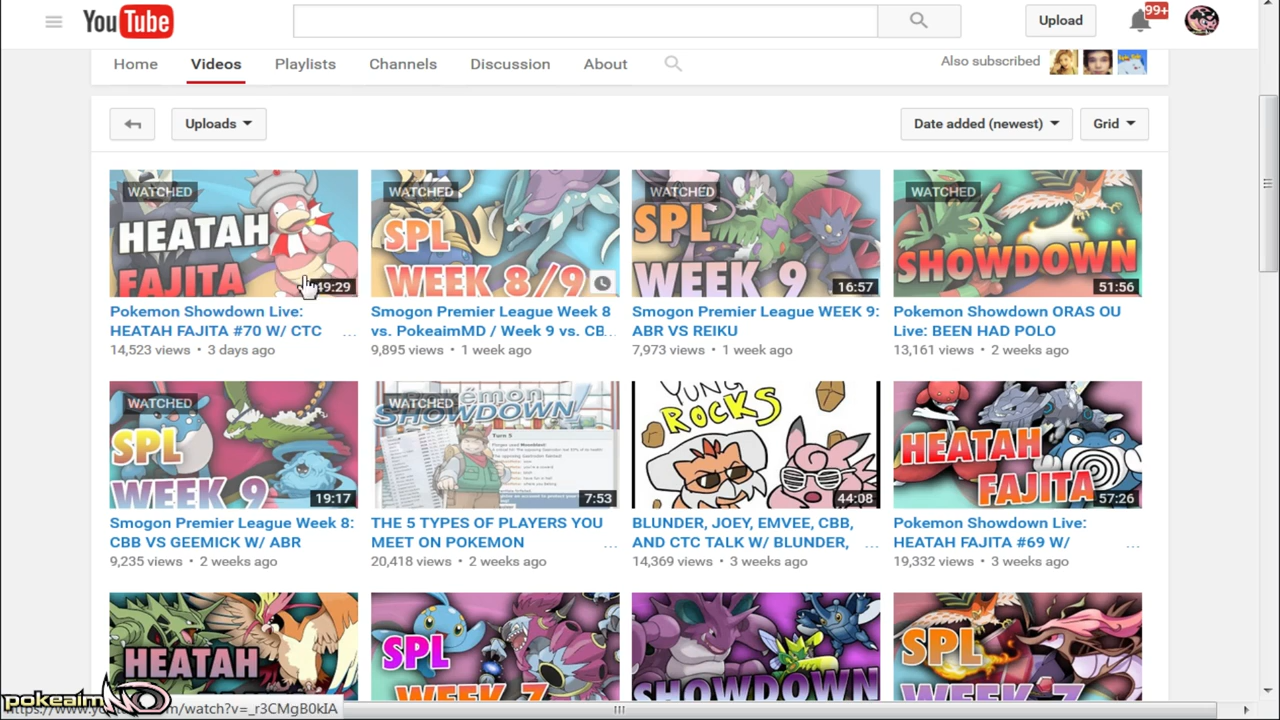 YouTube
Upload
99+
Home
Videos
Playlists
Channels
Discussion
About
Also subscribed
Uploads
Date added (newest)
Grid
WATCHED
HEATAH
FAJITA
49:29
WATCHED
SPL
WEEK 8/9
WATCHED
SPL
WEEK 9
16:57
WATCHED
SHOWDOWN
51:56
Pokemon Showdown Live:
HEATAH FAJITA #70 W/ CTC
...
14,523 views • 3 days ago
Smogon Premier League Week 8
vs. PokeaimMD / Week 9 vs. CB...
9,895 views • 1 week ago
Smogon Premier League WEEK 9:
ABR VS REIKU
7,973 views • 1 week ago
Pokemon Showdown ORAS OU
Live: BEEN HAD POLO
13,161 views • 2 weeks ago
WATCHED
SPL
WEEK 9
19:17
WATCHED
Pokémon
SHOWDOWN!
Turn 5
7:53
YUNG
ROCKS
44:08
HEATAH
FAJITA
57:26
Smogon Premier League Week 8:
CBB VS GEEMICK W/ ABR
9,235 views • 2 weeks ago
THE 5 TYPES OF PLAYERS YOU
MEET ON POKEMON
...
20,418 views • 2 weeks ago
BLUNDER, JOEY, EMVEE, CBB,
AND CTC TALK W/ BLUNDER,
...
14,369 views • 3 weeks ago
Pokemon Showdown Live:
HEATAH FAJITA #69 W/
...
19,332 views • 3 weeks ago
HEATAH
SPL
WEEK 7
SHOWDOWN
SPL
WEEK 7
pokeaim